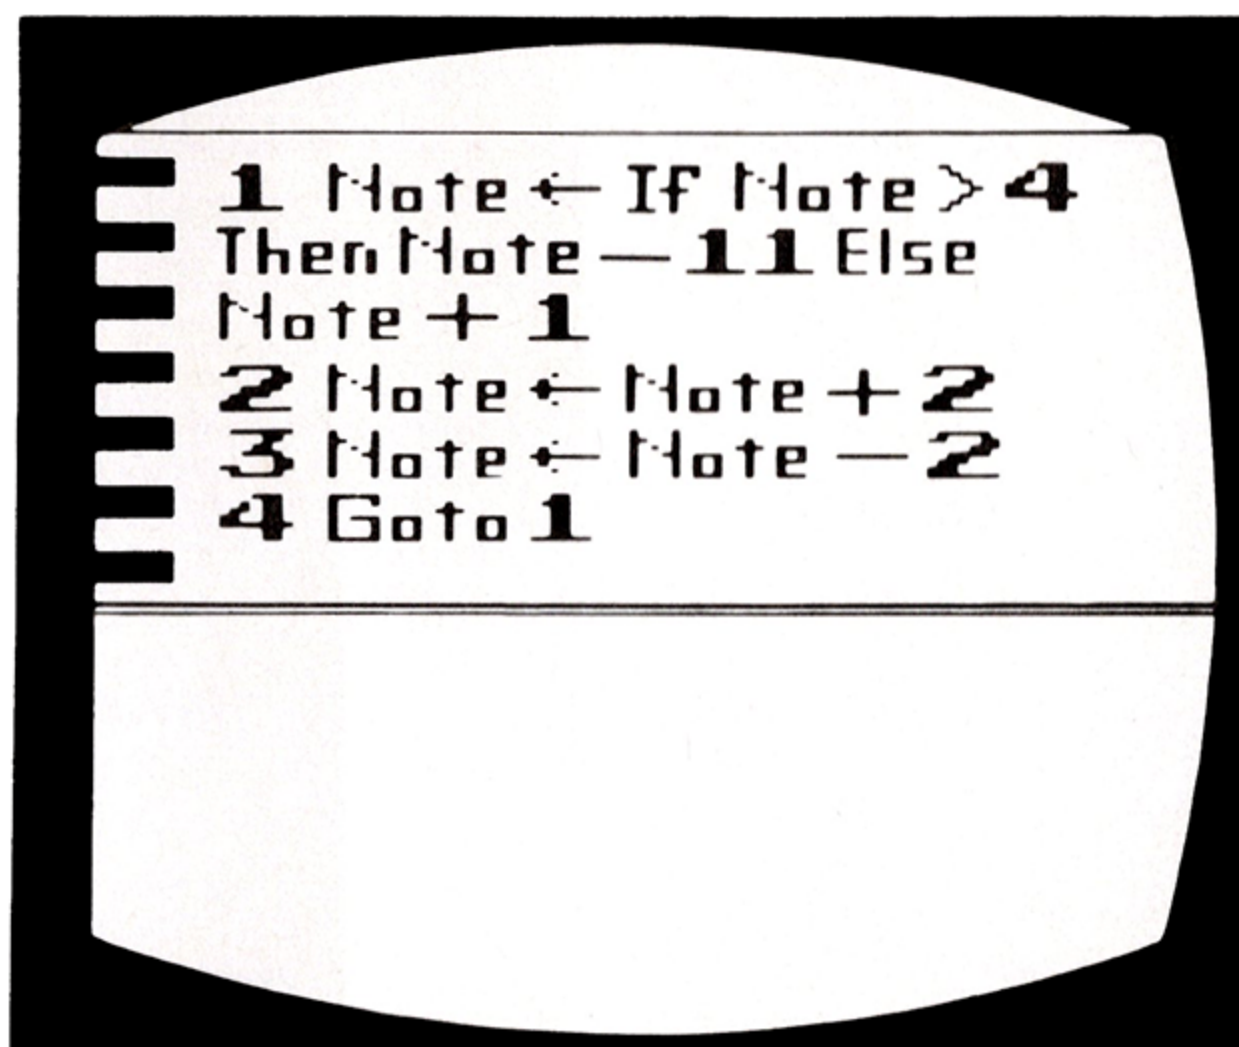 1 Note ← If Note > 4
Then Note — 11 Else
Note + 1
2 Note ← Note + 2
3 Note ← Note — 2
4 Goto 1